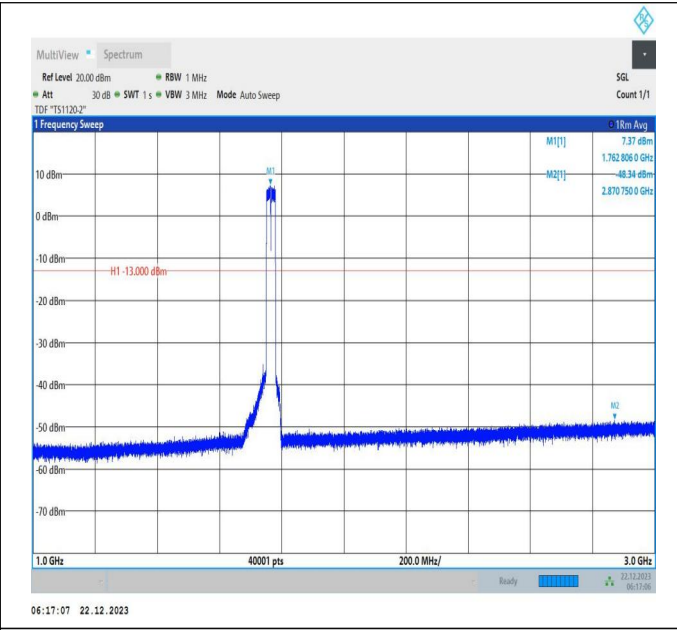 MultiView Spectrum
Ref Level 20.00 dBm RBW 1 MHz SGL
Att 30 dB SWT 1 s VBW 3 MHz Mode Auto Sweep Count 1/1
TDF "TS1120-2"
1 Frequency Sweep 1Rm Avg
M1[1] 7.37 dBm
1.762 806 0 GHz
10 dBm M1 M2[1] -48.34 dBm
2.870 750 0 GHz
0 dBm
-10 dBm
H1 -13.000 dBm
-20 dBm
-30 dBm
-40 dBm
M2
-50 dBm
-60 dBm
-70 dBm
1.0 GHz 40001 pts 200.0 MHz/ 3.0 GHz
Ready 22.12.2023
06:17:06
06:17:07 22.12.2023